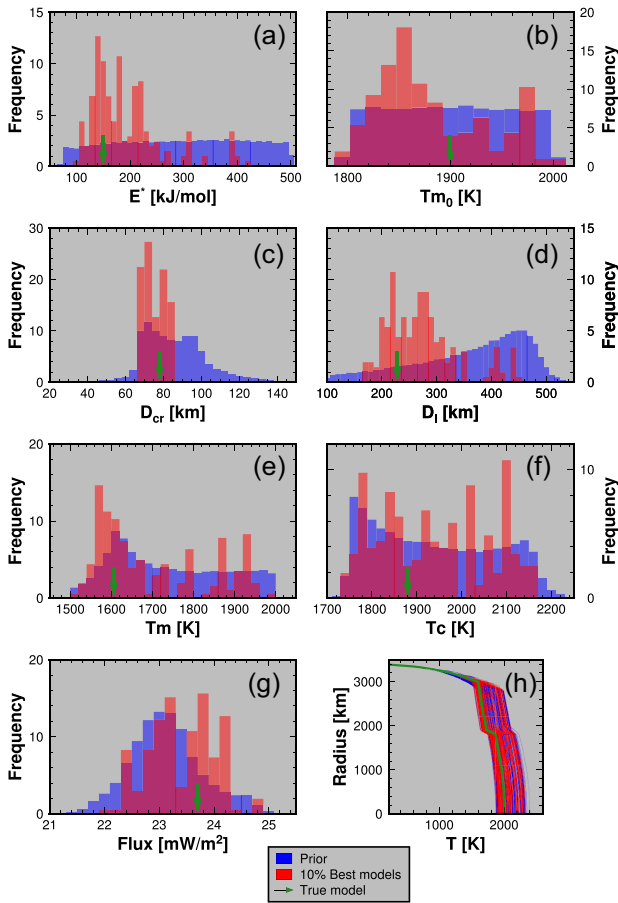 15
10
5
0
Frequency
(a)
100 200 300 400 500
E* [kJ/mol]
20
15
10
5
0
Frequency
(b)
1800 1900 2000
Tm₀ [K]
30
20
10
0
Frequency
(c)
20 40 60 80 100 120 140
D_cr [km]
15
10
5
0
Frequency
(d)
100 200 300 400 500
D_l [km]
20
10
0
Frequency
(e)
1500 1600 1700 1800 1900 2000
Tm [K]
10
0
Frequency
(f)
1700 1800 1900 2000 2100 2200
Tc [K]
20
10
0
Frequency
(g)
21 22 23 24 25
Flux [mW/m²]
3000
2000
1000
0
Radius [km]
(h)
1000 2000
T [K]
Prior
10% Best models
True model